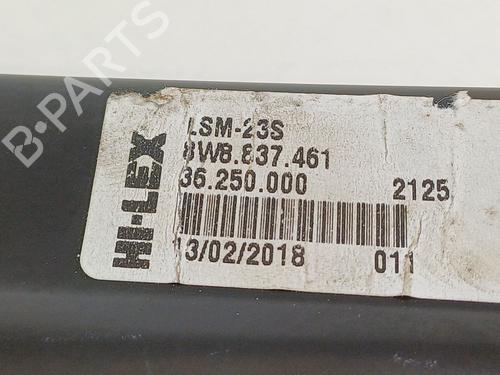 HI-LEX
LSM-23S
8W8.837.461
36.250.000 2125
13/02/2018 011
B-PARTS